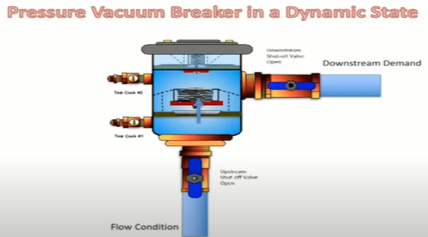 Pressure Vacuum Breaker in a Dynamic State
Downstream
Shut-off Valve
Open
Downstream Demand
Test Cock #2
Test Cock #1
Upstream
Shut off Valve
Open
Flow Condition